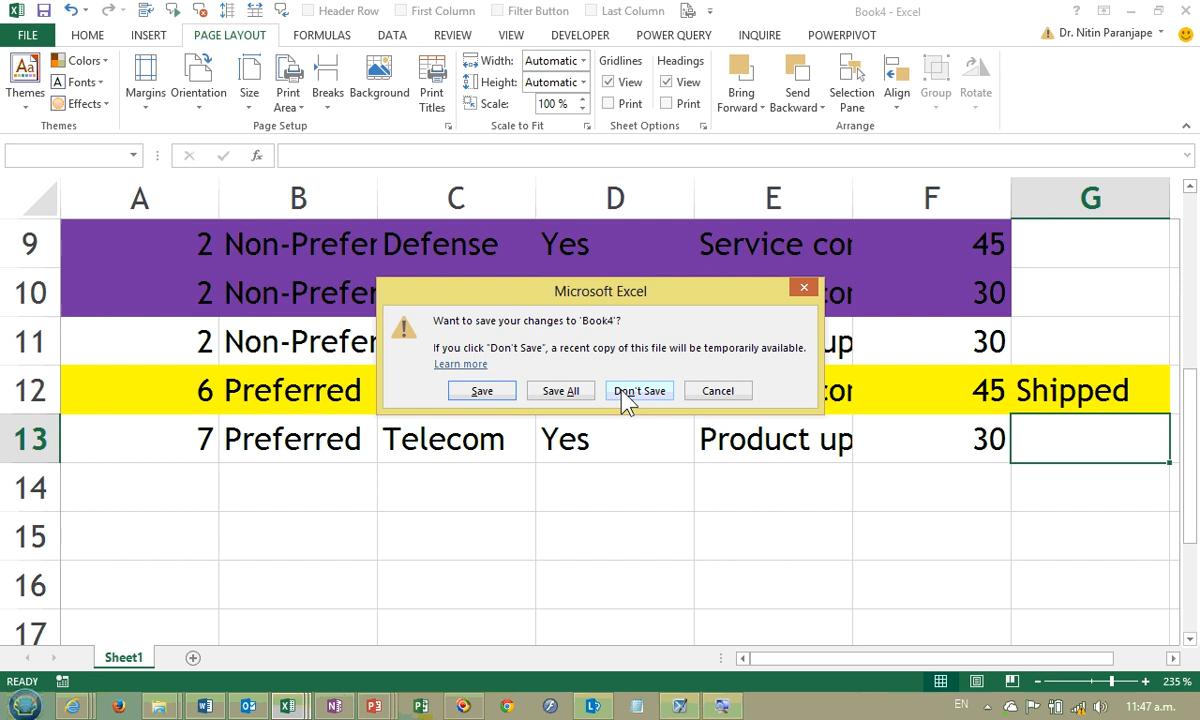 Header Row First Column Filter Button Last Column Book4 - Excel
FILE HOME INSERT PAGE LAYOUT FORMULAS DATA REVIEW VIEW DEVELOPER POWER QUERY INQUIRE POWERPIVOT Dr. Nitin Paranjape
Themes
Colors
Fonts
Effects
Themes
Margins Orientation Size Print Area Breaks Background Print Titles
Page Setup
Width: Automatic
Height: Automatic
Scale: 100 %
Scale to Fit
Gridlines Headings
View View
Print Print
Sheet Options
Bring Forward Send Backward Selection Pane Align Group Rotate
Arrange
fx
A B C D E F G
9 2 Non-Prefer Defense Yes Service cor 45
10 2 Non-Prefer or 30
11 2 Non-Prefer up 30
12 6 Preferred cor 45 Shipped
13 7 Preferred Telecom Yes Product up 30
14
15
16
17
Microsoft Excel
Want to save your changes to 'Book4'?
If you click "Don't Save", a recent copy of this file will be temporarily available.
Learn more
Save Save All Don't Save Cancel
Sheet1
READY 235 %
EN 11:47 a.m.